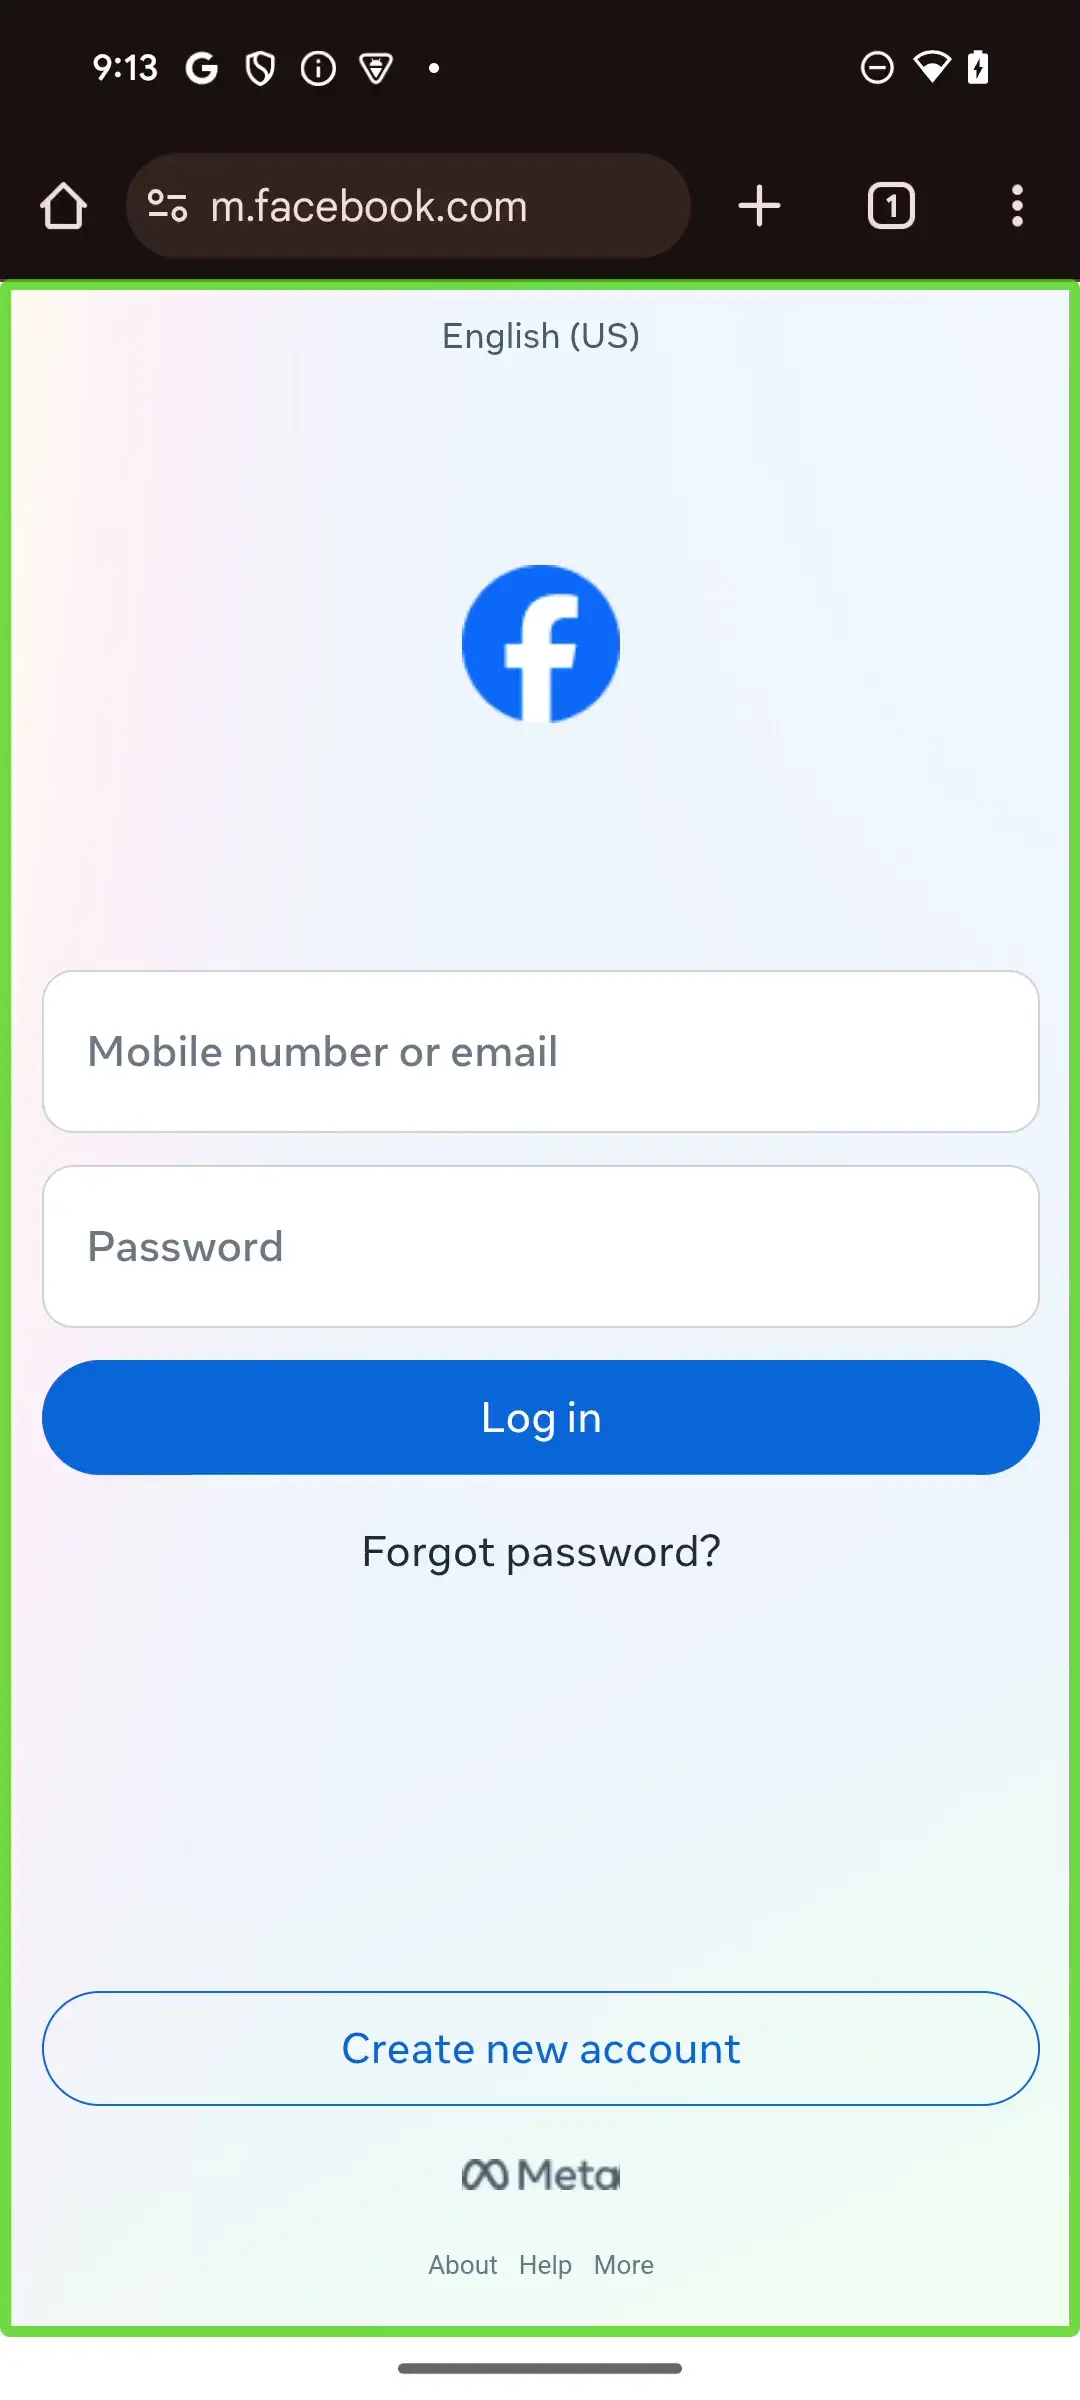 9:13
m.facebook.com
1
English (US)
Mobile number or email
Password
Log in
Forgot password?
Create new account
Meta
About Help More